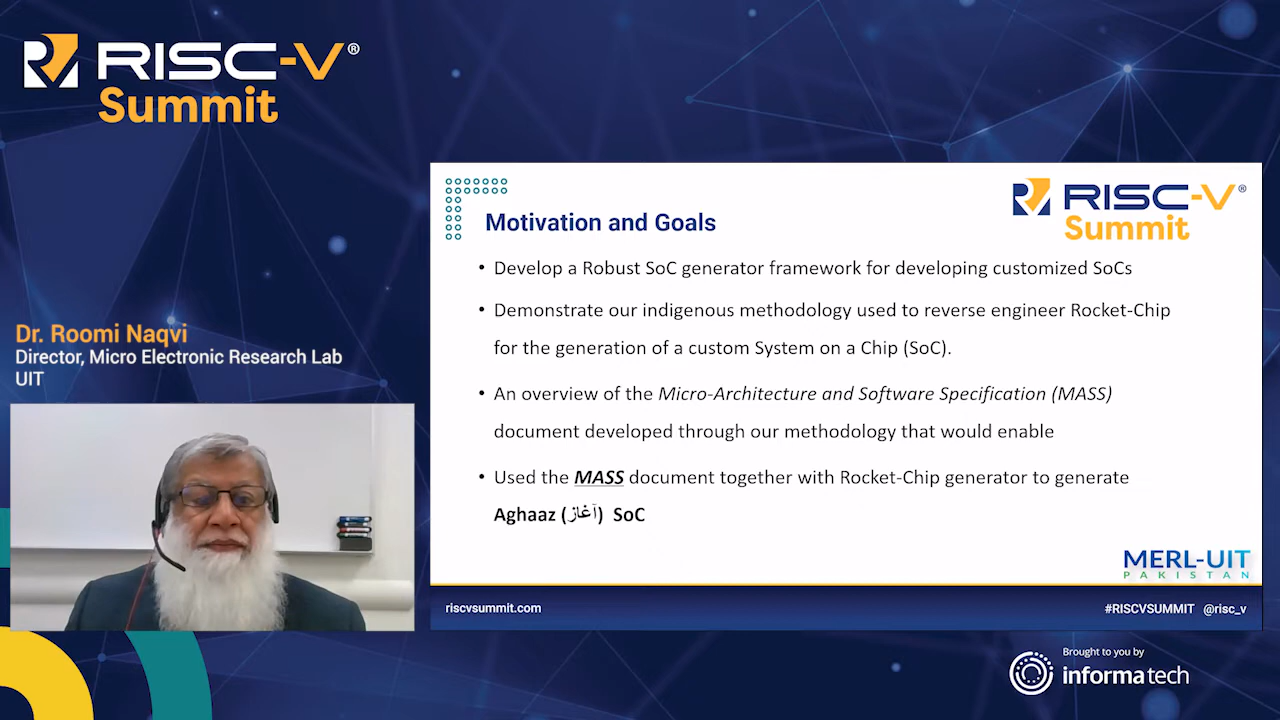 RISC-V®
Summit
Dr. Roomi Naqvi
Director, Micro Electronic Research Lab
UIT
RISC-V®
Summit
Motivation and Goals
• Develop a Robust SoC generator framework for developing customized SoCs
• Demonstrate our indigenous methodology used to reverse engineer Rocket-Chip
for the generation of a custom System on a Chip (SoC).
• An overview of the Micro-Architecture and Software Specification (MASS)
document developed through our methodology that would enable
• Used the MASS document together with Rocket-Chip generator to generate
Aghaaz (آغاز) SoC
MERL-UIT
PAKISTAN
riscvsummit.com
#RISCVSUMMIT @risc_v
Brought to you by
informa tech